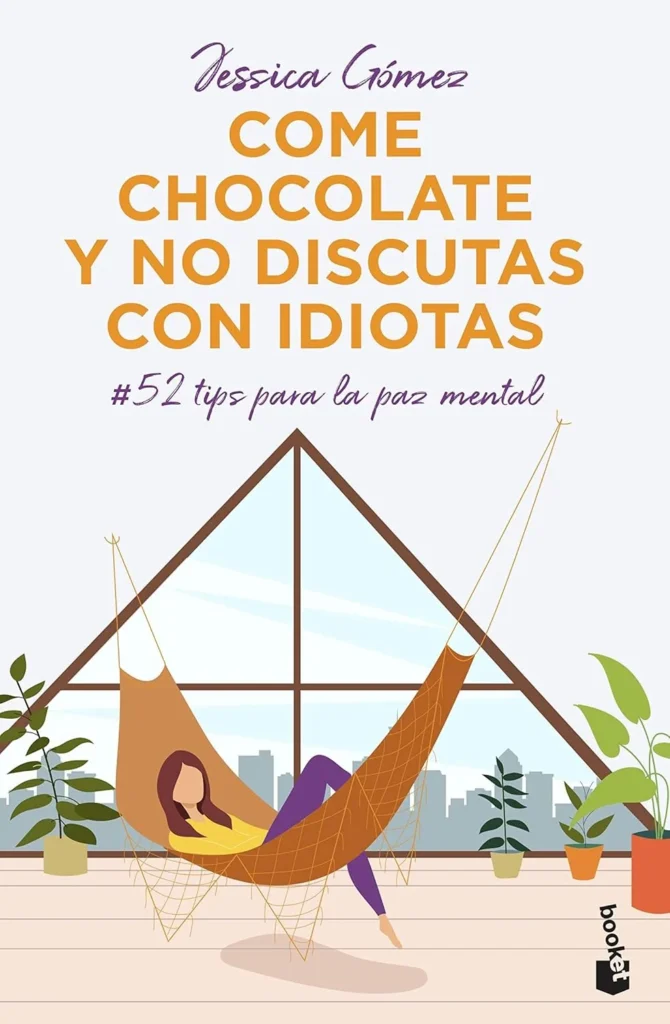 Jessica Gómez
COME
CHOCOLATE
Y NO DISCUTAS
CON IDIOTAS
#52 tips para la paz mental
booket